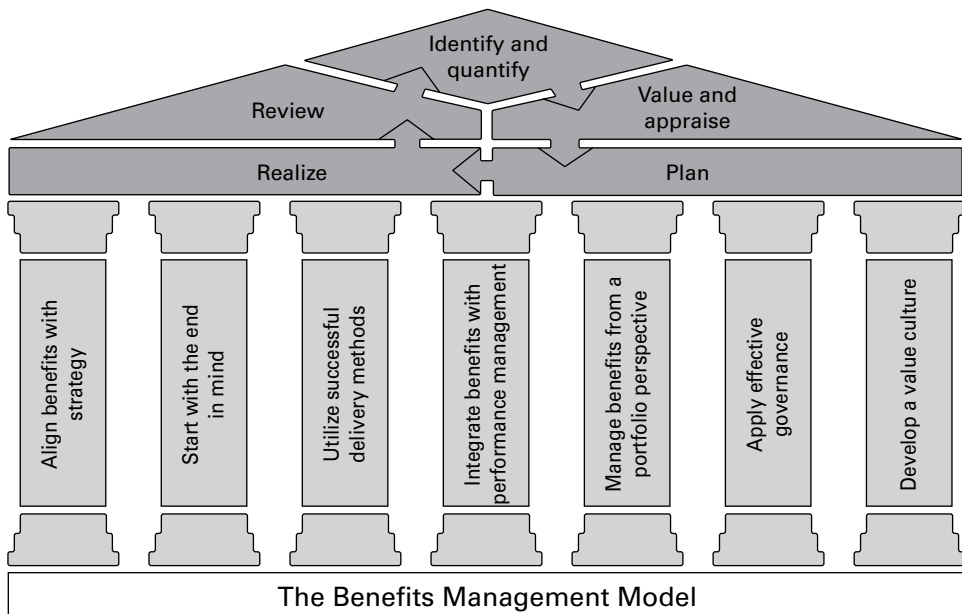 Identify and
quantify
Review
Value and
appraise
Realize
Plan
Align benefits with
strategy
Start with the end
in mind
Utilize successful
delivery methods
Integrate benefits with
performance management
Manage benefits from a
portfolio perspective
Apply effective
governance
Develop a value culture
The Benefits Management Model